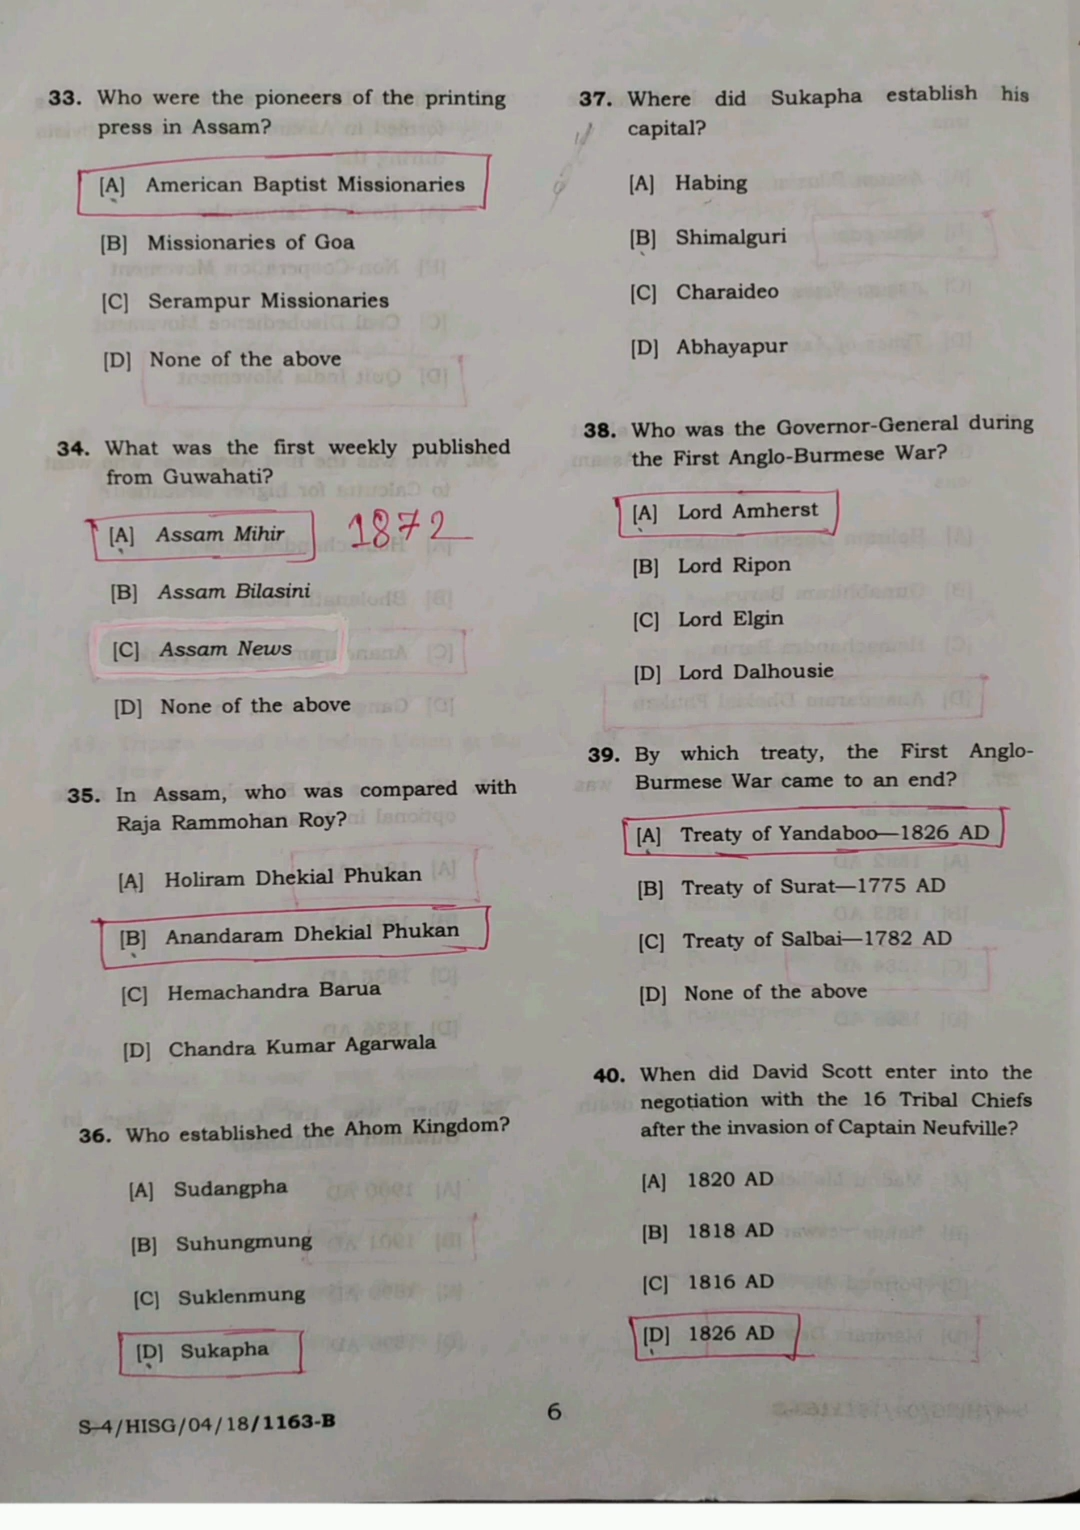 33. Who were the pioneers of the printing
press in Assam?
[A] American Baptist Missionaries
[B] Missionaries of Goa
[C] Serampur Missionaries
[D] None of the above
34. What was the first weekly published
from Guwahati?
[A] Assam Mihir 1872
[B] Assam Bilasini
[C] Assam News
[D] None of the above
35. In Assam, who was compared with
Raja Rammohan Roy?
[A] Holiram Dhekial Phukan
[B] Anandaram Dhekial Phukan
[C] Hemachandra Barua
[D] Chandra Kumar Agarwala
36. Who established the Ahom Kingdom?
[A] Sudangpha
[B] Suhungmung
[C] Suklenmung
[D] Sukapha
37. Where did Sukapha establish his
capital?
[A] Habing
[B] Shimalguri
[C] Charaideo
[D] Abhayapur
38. Who was the Governor-General during
the First Anglo-Burmese War?
[A] Lord Amherst
[B] Lord Ripon
[C] Lord Elgin
[D] Lord Dalhousie
39. By which treaty, the First Anglo-
Burmese War came to an end?
[A] Treaty of Yandaboo—1826 AD
[B] Treaty of Surat—1775 AD
[C] Treaty of Salbai—1782 AD
[D] None of the above
40. When did David Scott enter into the
negotiation with the 16 Tribal Chiefs
after the invasion of Captain Neufville?
[A] 1820 AD
[B] 1818 AD
[C] 1816 AD
[D] 1826 AD
S-4/HISG/04/18/1163-B
6